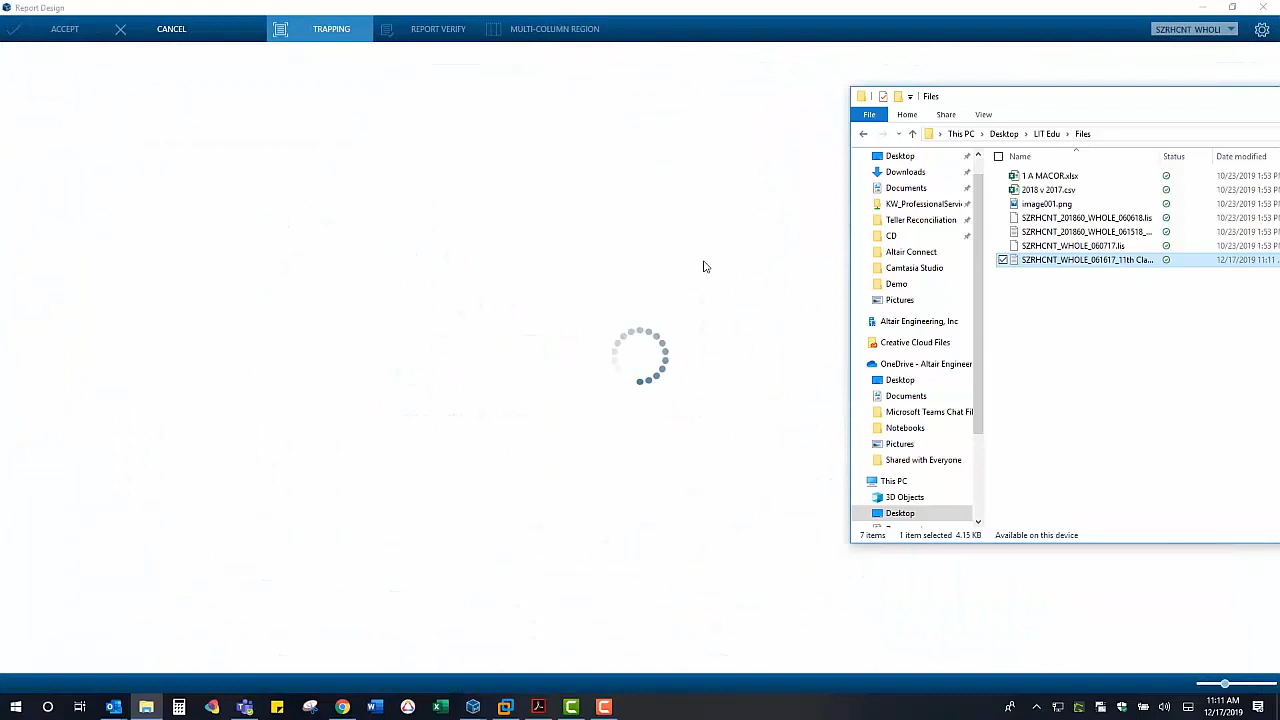 Report Design
ACCEPT
CANCEL
TRAPPING
REPORT VERIFY
MULTI-COLUMN REGION
SZRHCNT_WHOLI
Files
File
Home
Share
View
This PC
Desktop
LIT Edu
Files
Name
Status
Date modified
Desktop
Downloads
Documents
KW_ProfessionalServi
Teller Reconciliation
CD
Altair Connect
Camtasia Studio
Demo
Pictures
Altair Engineering, Inc
Creative Cloud Files
OneDrive - Altair Engineer
Desktop
Documents
Microsoft Teams Chat Fil
Notebooks
Pictures
Shared with Everyone
This PC
3D Objects
Desktop
1 A MACOR.xlsx
10/23/2019 1:53 P
2018 v 2017.csv
10/23/2019 1:53 P
image001.png
10/23/2019 1:53 P
SZRHCNT_201860_WHOLE_060618.lis
10/23/2019 1:53 P
SZRHCNT_201860_WHOLE_061518_...
10/23/2019 1:53 P
SZRHCNT_WHOLE_060717.lis
10/23/2019 1:53 P
SZRHCNT_WHOLE_061617_11th Cla...
12/17/2019 11:11
7 items
1 item selected 4.15 KB
Available on this device
11:11 AM
12/17/2019